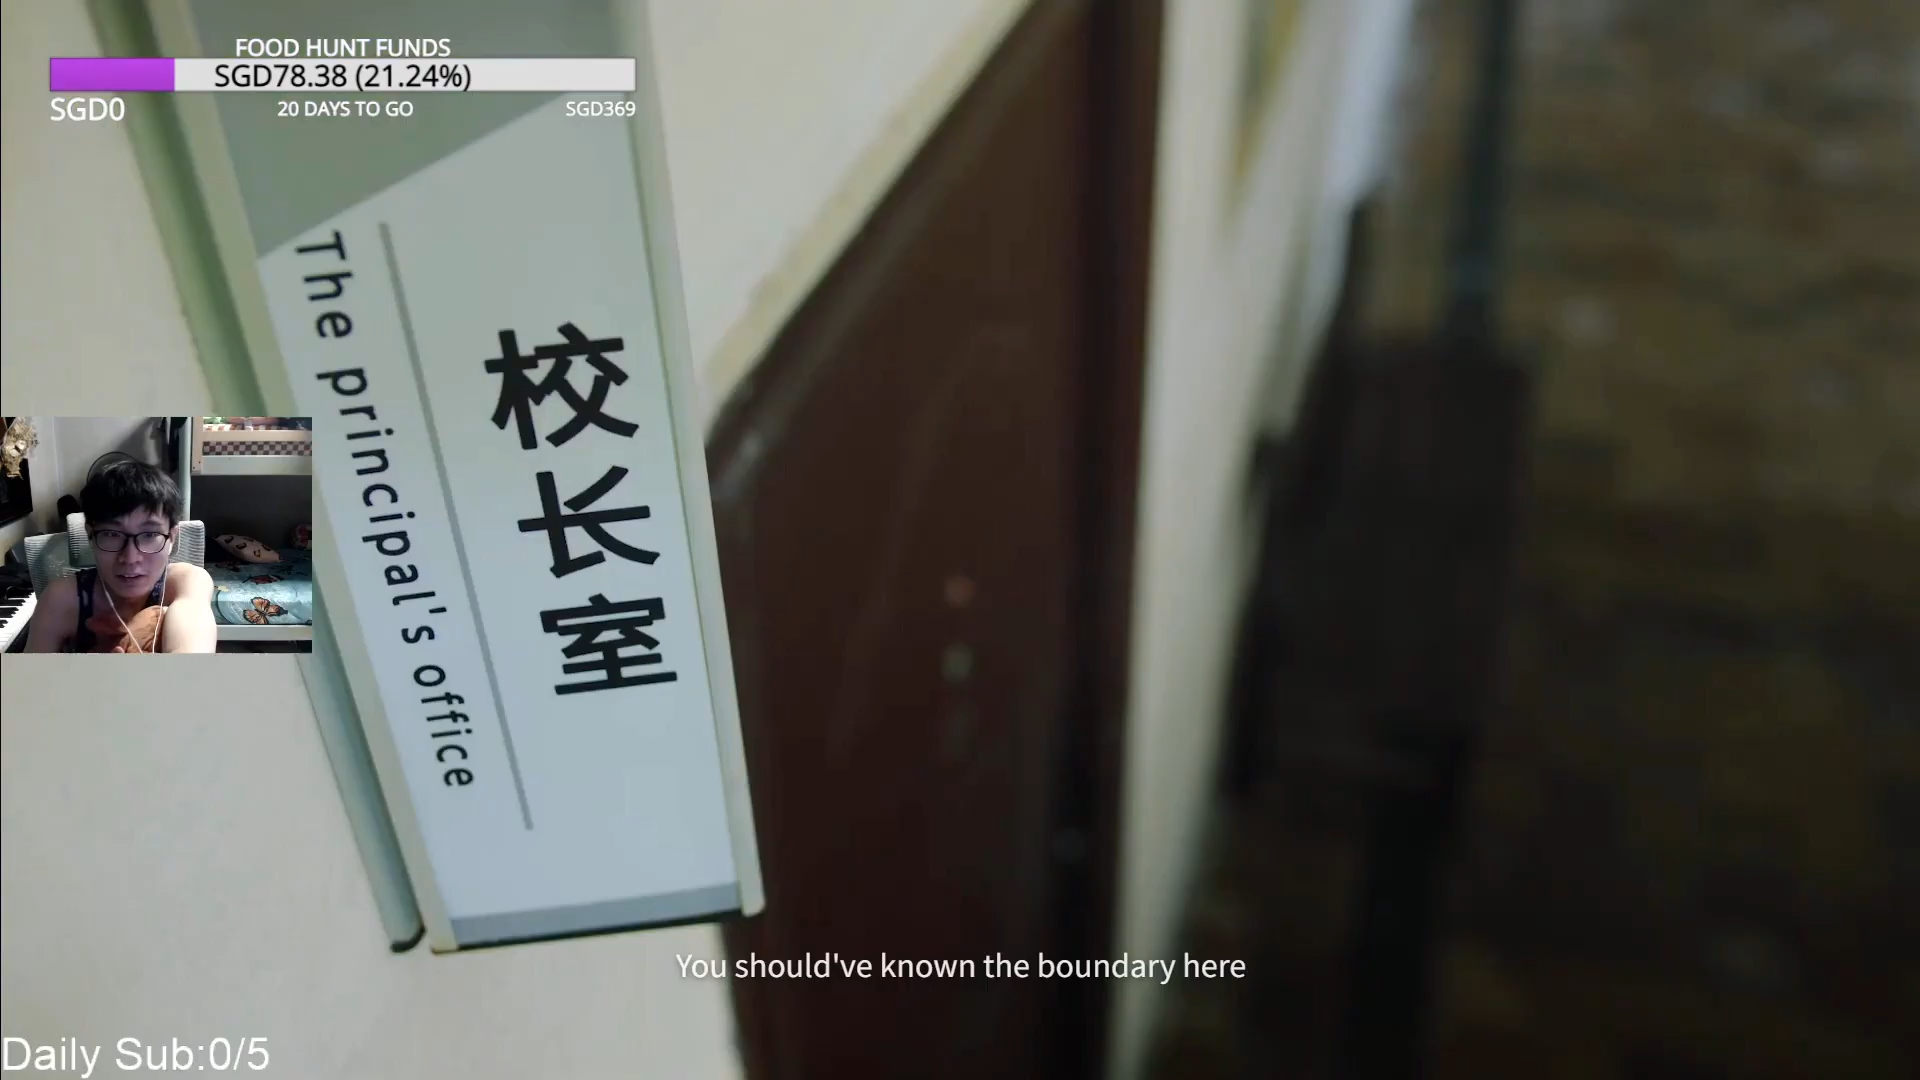 FOOD HUNT FUNDS
SGD78.38 (21.24%)
SGD0
20 DAYS TO GO
SGD369
The principal's office
校长室
You should've known the boundary here
Daily Sub:0/5